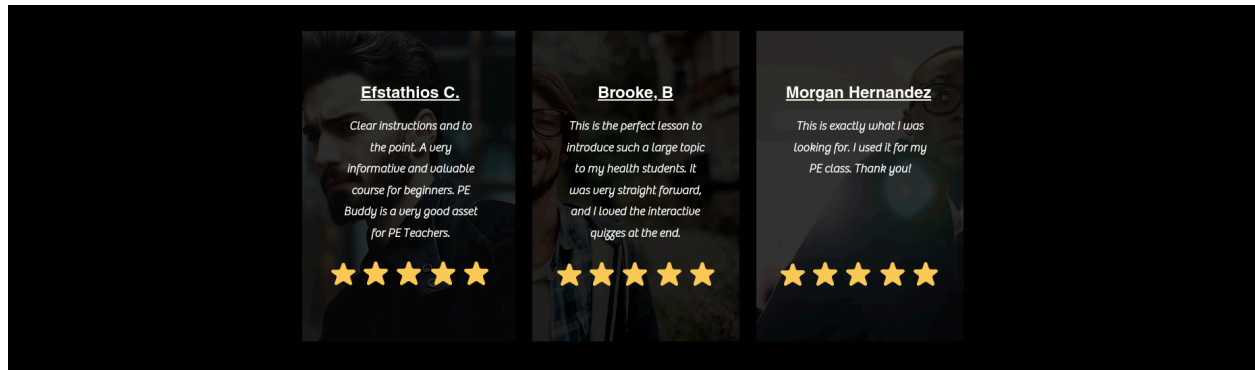 Efstathios C.
Clear instructions and to
the point. A very
informative and valuable
course for beginners. PE
Buddy is a very good asset
for PE Teachers.
Brooke, B
This is the perfect lesson to
introduce such a large topic
to my health students. It
was very straight forward,
and I loved the interactive
quizzes at the end.
Morgan Hernandez
This is exactly what I was
looking for. I used it for my
PE class. Thank you!